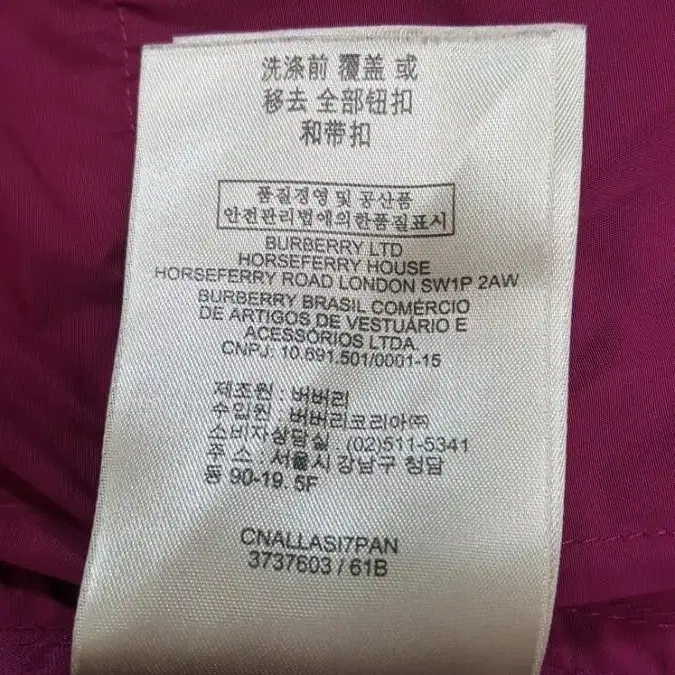 洗涤前 覆盖 或
移去 全部钮扣
和带扣
품질경영 및 공산품
안전관리법에의한품질표시
BURBERRY LTD
HORSEFERRY HOUSE
HORSEFERRY ROAD LONDON SW1P 2AW
BURBERRY BRASIL COMÉRCIO
DE ARTIGOS DE VESTUÁRIO E
ACESSÓRIOS LTDA.
CNPJ: 10.691.501/0001-15
제조원 : 버버리
수입원 : 버버리코리아㈜
소비자상담실 (02)511-5341
주 소 : 서울시 강남구 청담
동 90-19. 5F
CNALLASI7PAN
3737603 / 61B